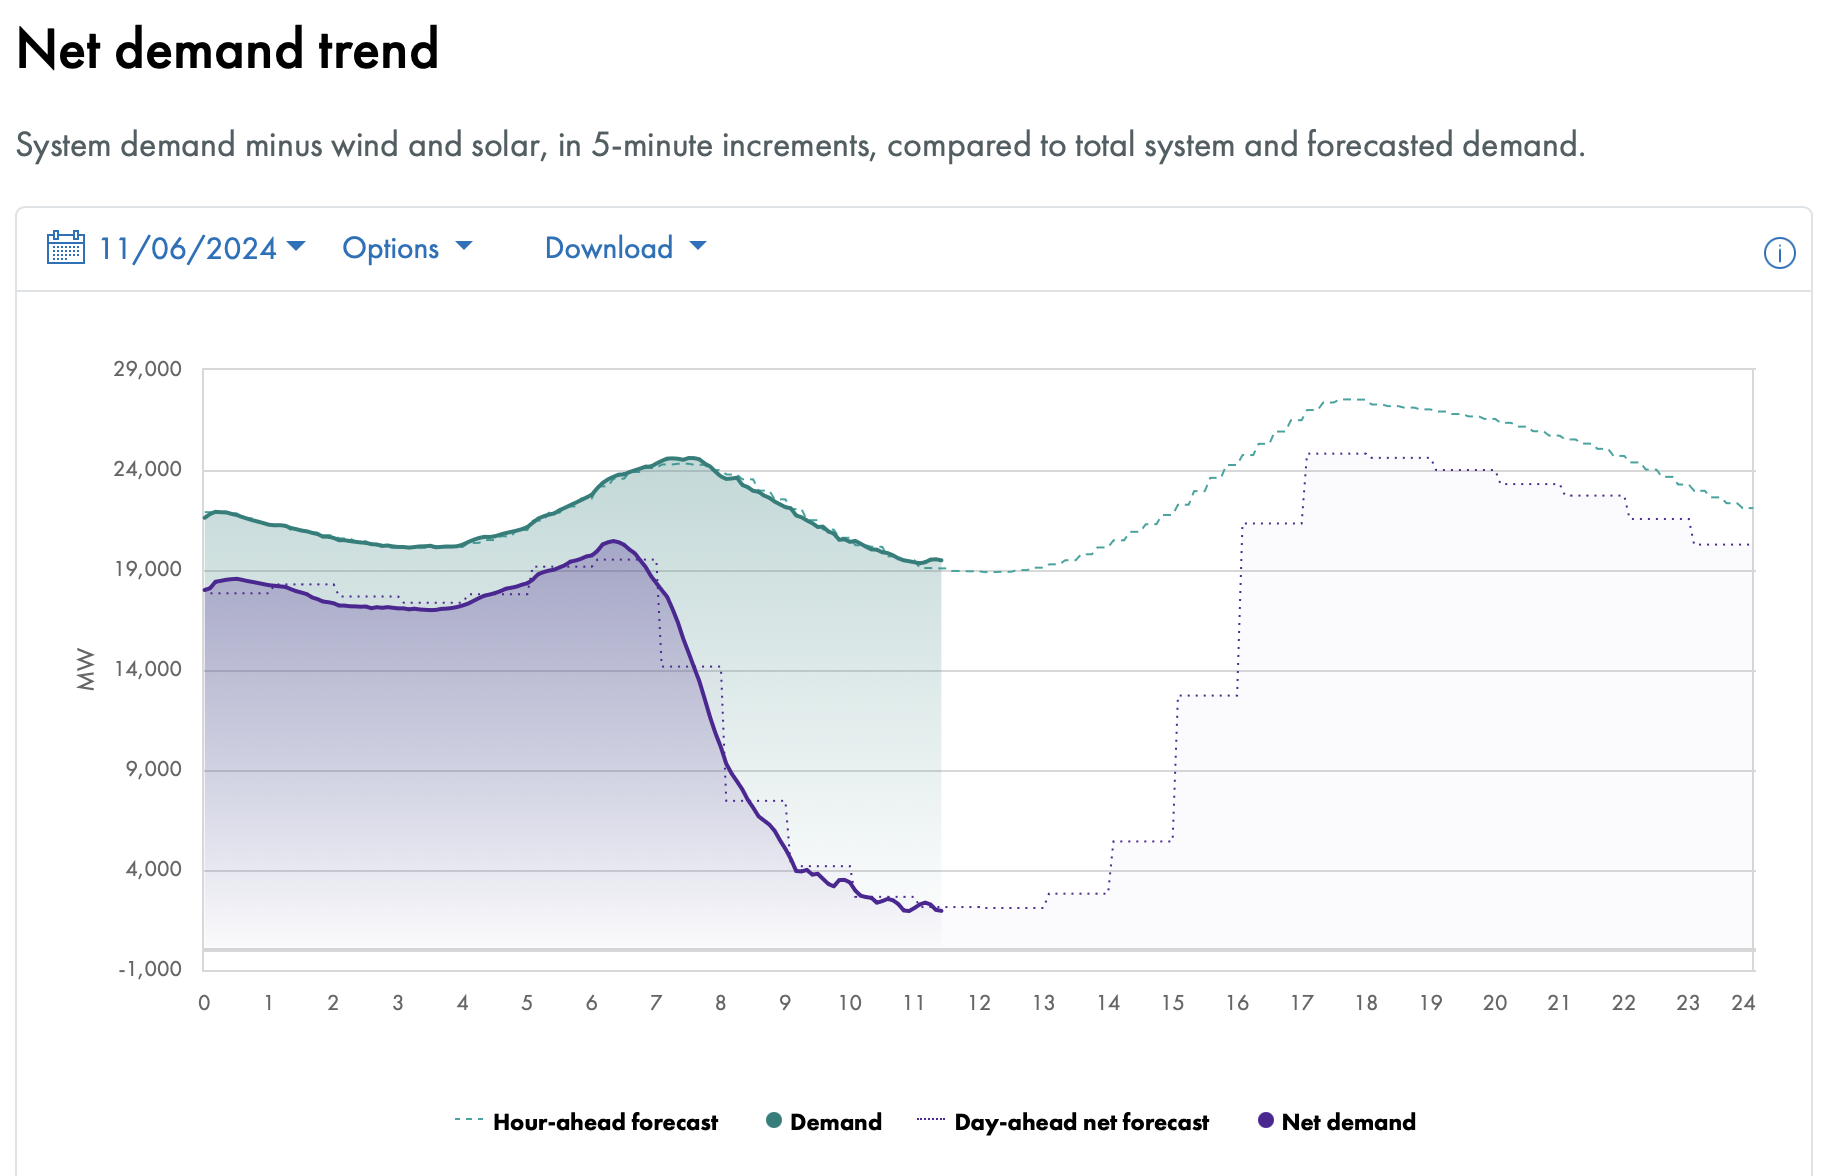 Net demand trend
System demand minus wind and solar, in 5-minute increments, compared to total system and forecasted demand.
11/06/2024 Options Download
29,000
24,000
19,000
14,000
9,000
4,000
-1,000
MW
0 1 2 3 4 5 6 7 8 9 10 11 12 13 14 15 16 17 18 19 20 21 22 23 24
Hour-ahead forecast Demand Day-ahead net forecast Net demand